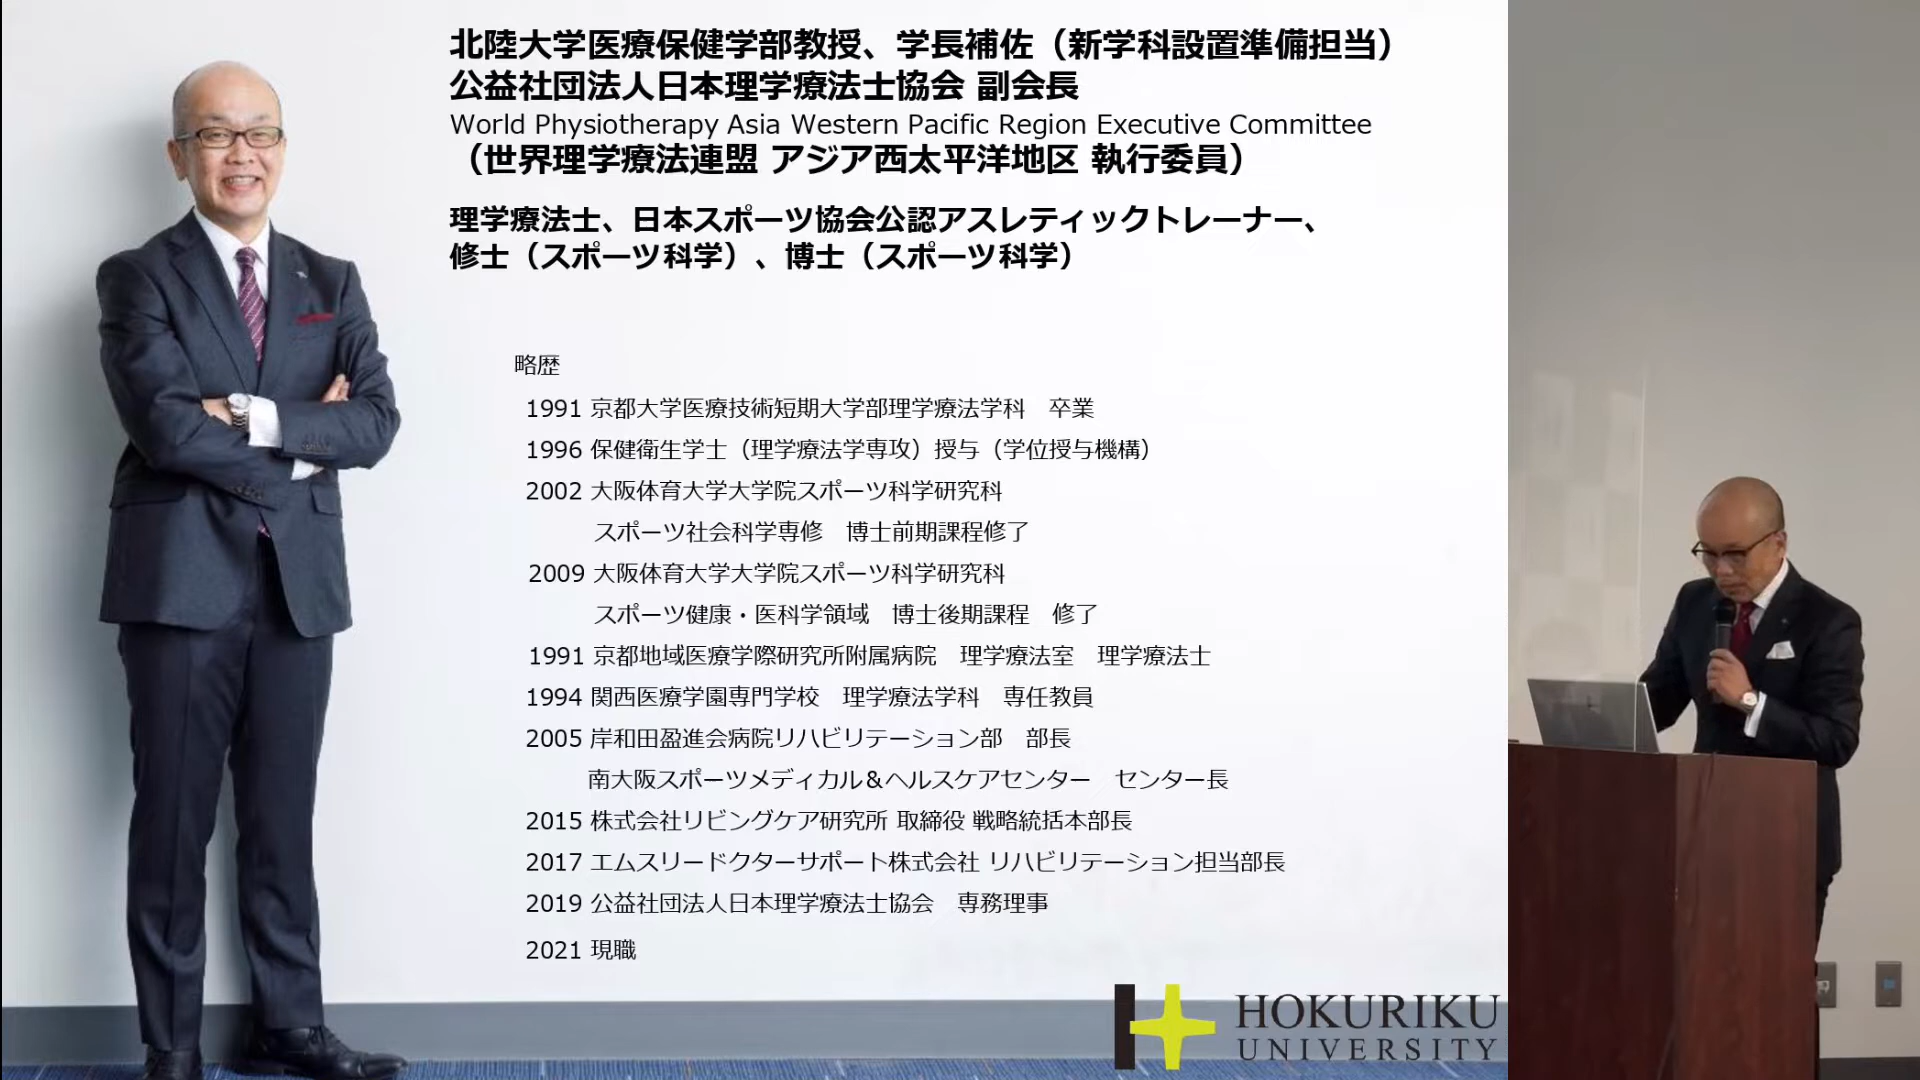 北陸大学医療保健学部教授、学長補佐（新学科設置準備担当）
公益社団法人日本理学療法士協会 副会長
World Physiotherapy Asia Western Pacific Region Executive Committee
（世界理学療法連盟 アジア西太平洋地区 執行委員）
理学療法士、日本スポーツ協会公認アスレティックトレーナー、
修士（スポーツ科学）、博士（スポーツ科学）
略歴
1991 京都大学医療技術短期大学部理学療法学科　卒業
1996 保健衛生学士（理学療法学専攻）授与（学位授与機構）
2002 大阪体育大学大学院スポーツ科学研究科
スポーツ社会科学専修　博士前期課程修了
2009 大阪体育大学大学院スポーツ科学研究科
スポーツ健康・医科学領域　博士後期課程　修了
1991 京都地域医療学際研究所附属病院　理学療法室　理学療法士
1994 関西医療学園専門学校　理学療法学科　専任教員
2005 岸和田盈進会病院リハビリテーション部　部長
南大阪スポーツメディカル＆ヘルスケアセンター　センター長
2015 株式会社リビングケア研究所 取締役 戦略統括本部長
2017 エムスリードクターサポート株式会社 リハビリテーション担当部長
2019 公益社団法人日本理学療法士協会　専務理事
2021 現職
HOKURIKU
UNIVERSITY